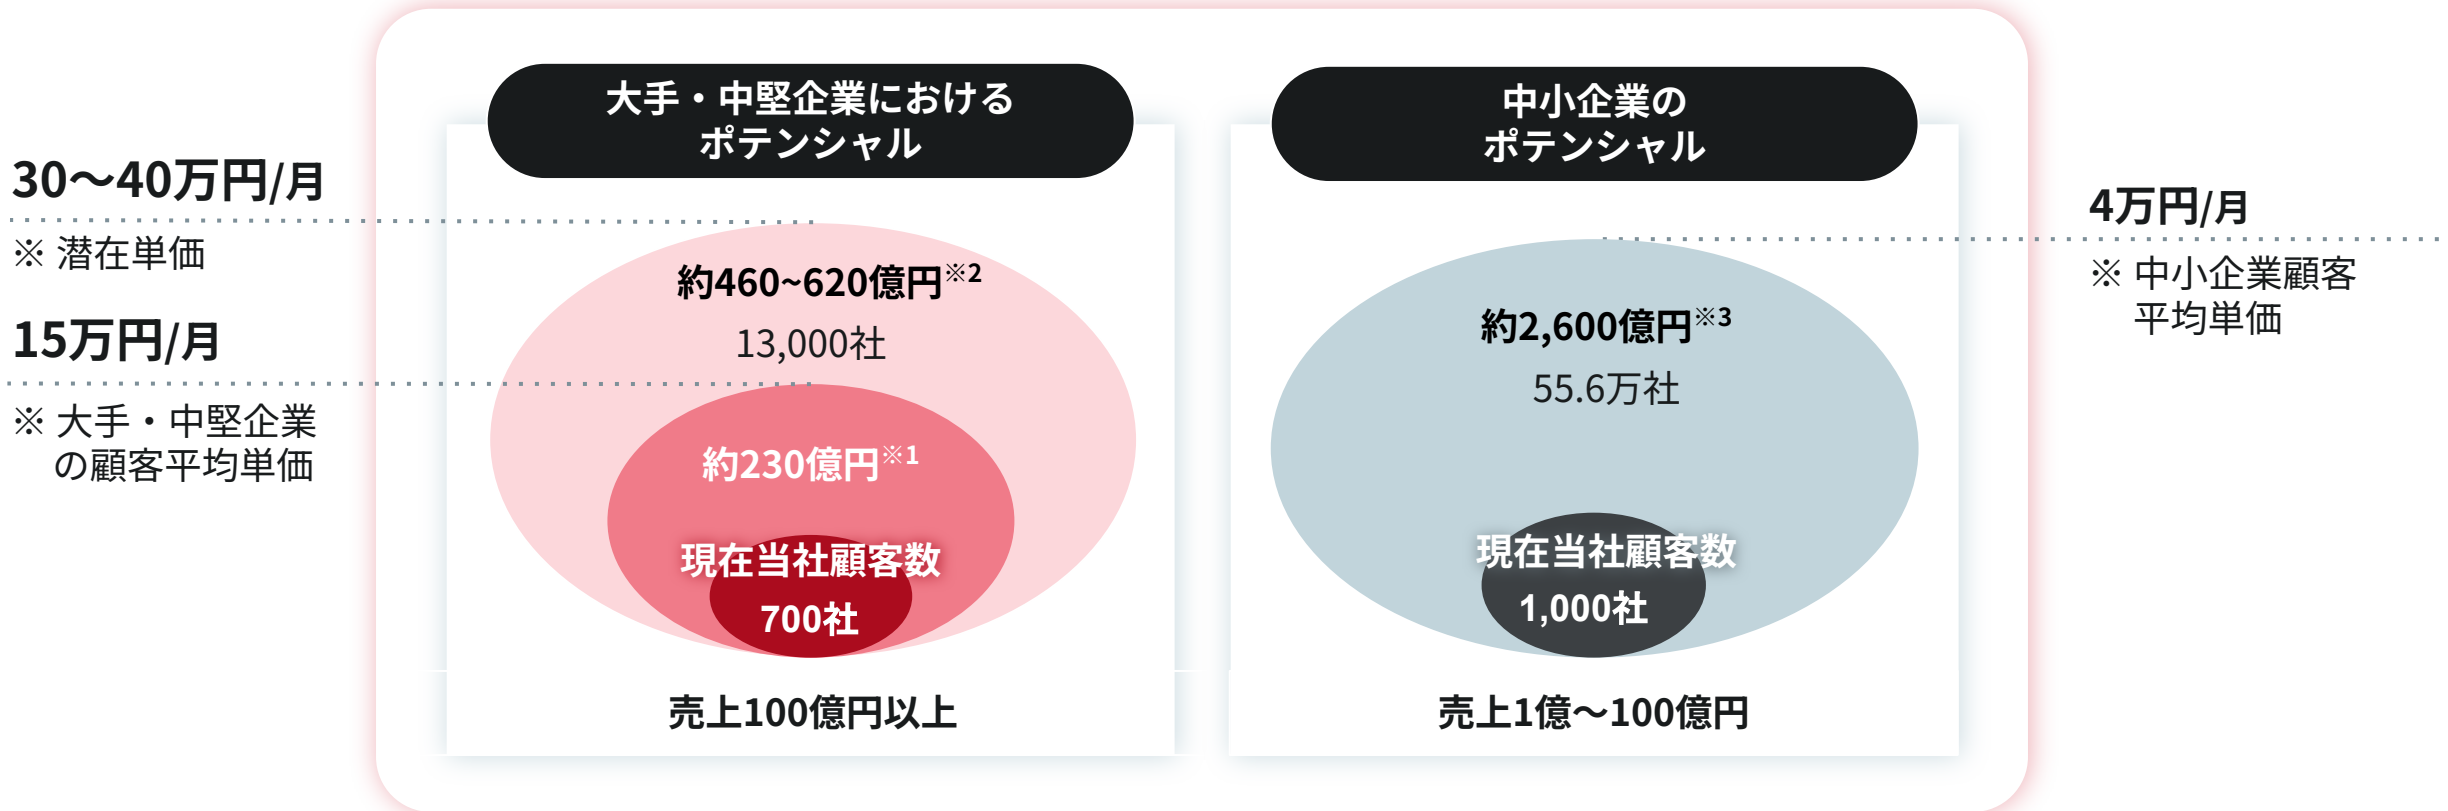 大手・中堅企業における
ポテンシャル
中小企業の
ポテンシャル
30〜40万円/月
※ 潜在単価
15万円/月
※ 大手・中堅企業
の顧客平均単価
約460~620億円※2
13,000社
約230億円※1
現在当社顧客数
700社
売上100億円以上
約2,600億円※3
55.6万社
現在当社顧客数
1,000社
売上1億〜100億円
4万円/月
※ 中小企業顧客
平均単価